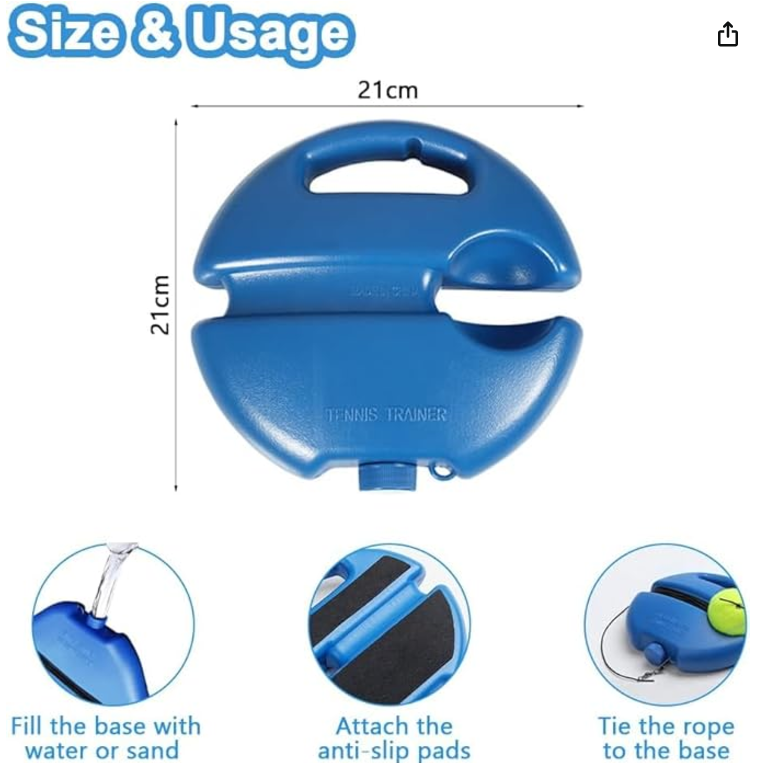 Size & Usage
21cm
21cm
TENNIS TRAINER
Fill the base with
water or sand
Attach the
anti-slip pads
Tie the rope
to the base